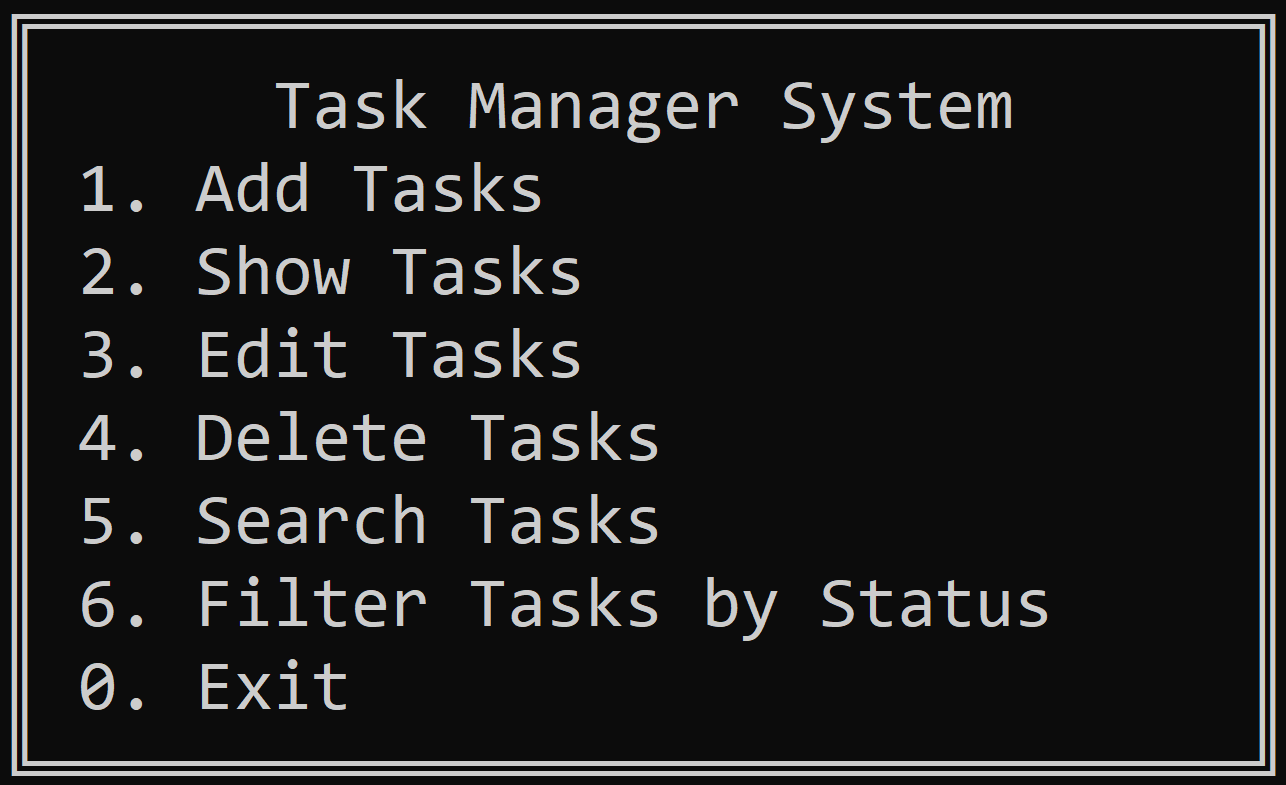 Task Manager System
1. Add Tasks
2. Show Tasks
3. Edit Tasks
4. Delete Tasks
5. Search Tasks
6. Filter Tasks by Status
0. Exit